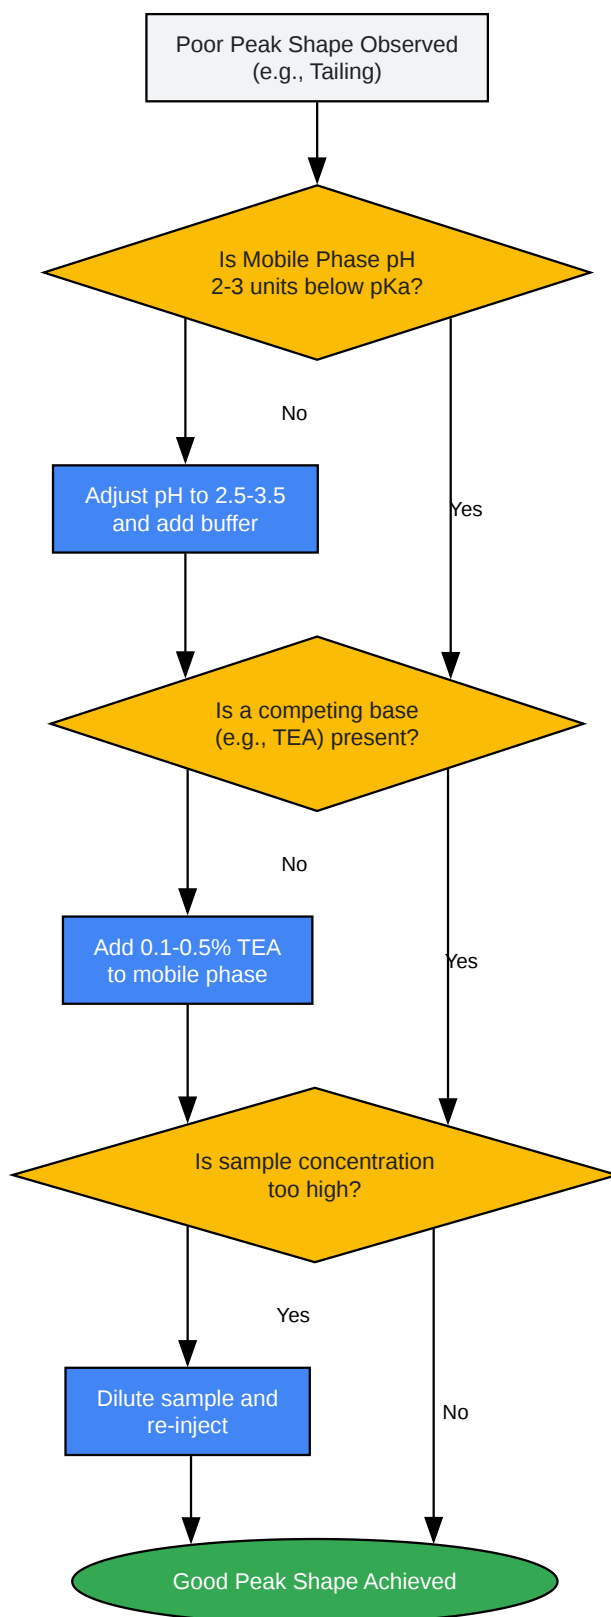 Poor Peak Shape Observed
(e.g., Tailing)
Is Mobile Phase pH
2-3 units below pKa?
No
Adjust pH to 2.5-3.5
and add buffer
Yes
Is a competing base
(e.g., TEA) present?
No
Add 0.1-0.5% TEA
to mobile phase
Yes
Is sample concentration
too high?
Yes
Dilute sample and
re-inject
No
Good Peak Shape Achieved